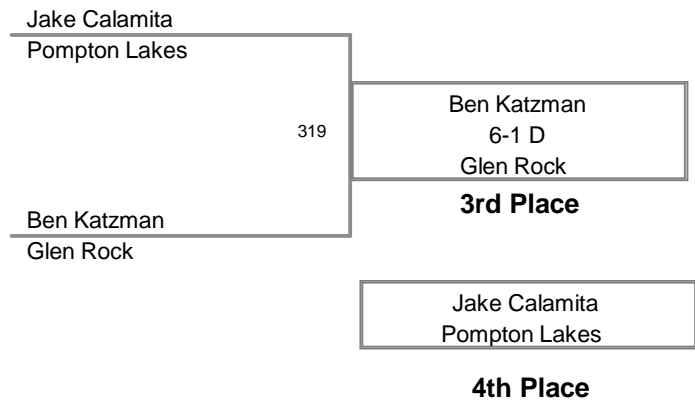 Jake Calamita
Pompton Lakes
319
Ben Katzman
6-1 D
Glen Rock
3rd Place
Ben Katzman
Glen Rock
Jake Calamita
Pompton Lakes
4th Place